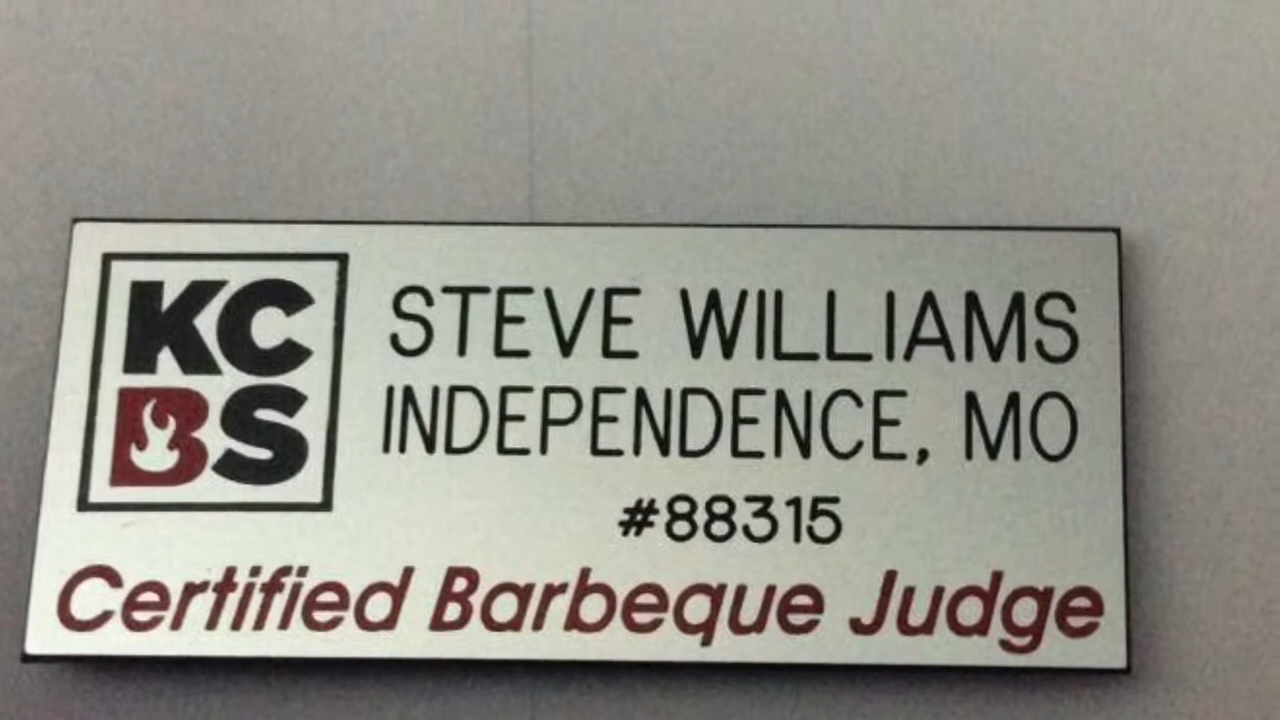 KC
BS
STEVE WILLIAMS
INDEPENDENCE, MO
#88315
Certified Barbeque Judge